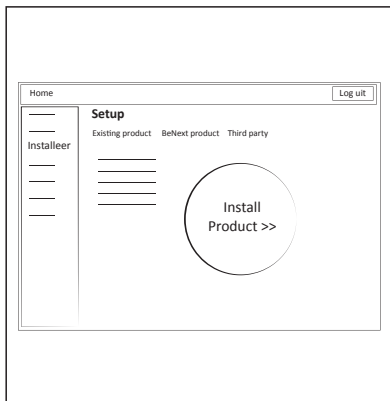 Home
Log uit
Setup
Existing product BeNext product Third party
Installeer
Install
Product >>